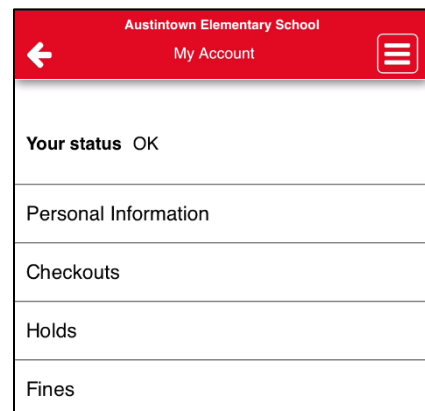 Austintown Elementary School
My Account
Your status OK
Personal Information
Checkouts
Holds
Fines